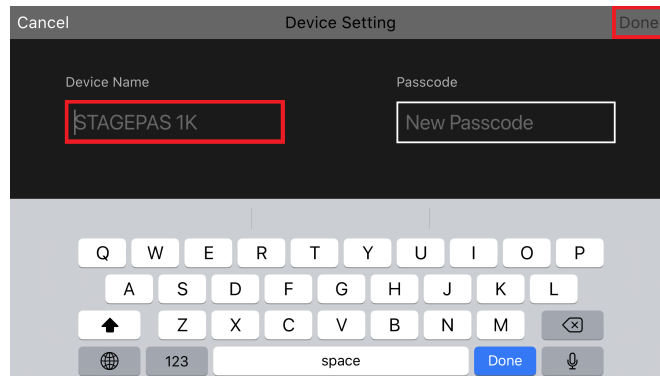 Cancel Device Setting Done
Device Name Passcode
STAGEPAS 1K New Passcode
Q W E R T Y U I O P
A S D F G H J K L
Z X C V B N M
123 space Done